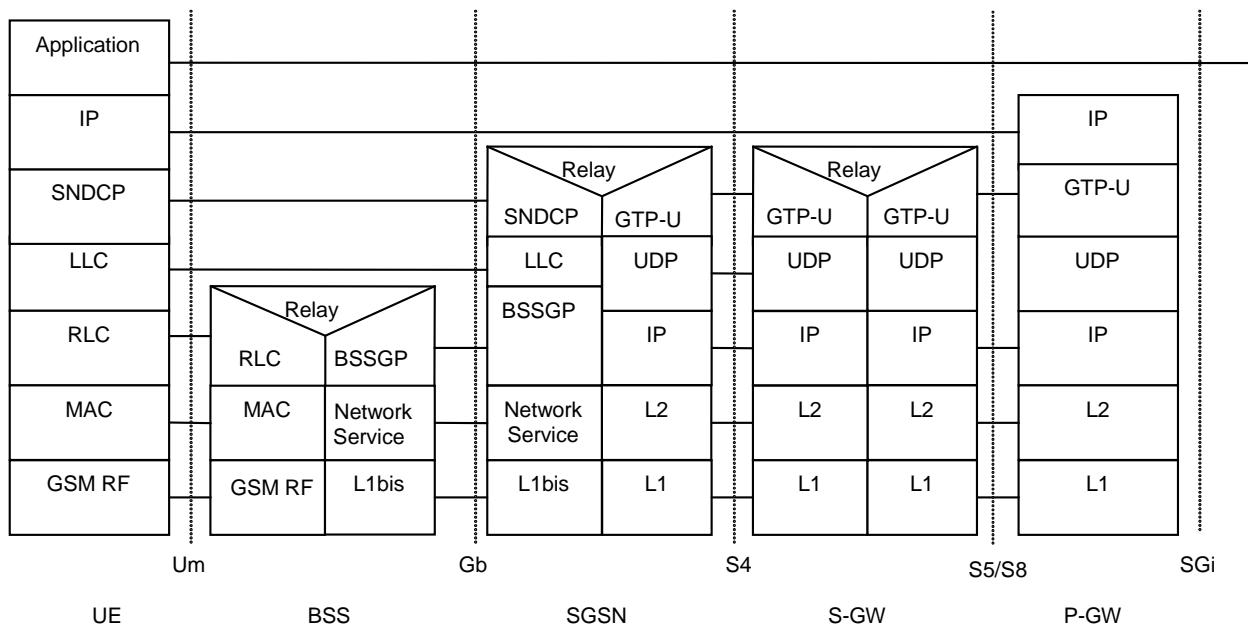 Application
IP
IP
Relay
Relay
SNDCP
GTP-U
SNDCP
GTP-U
GTP-U
GTP-U
LLC
LLC
UDP
UDP
UDP
UDP
Relay
BSSGP
RLC
IP
IP
IP
IP
RLC
BSSGP
MAC
MAC
Network
Service
Network
Service
L2
L2
L2
L2
GSM RF
GSM RF
L1bis
L1bis
L1
L1
L1
L1
Um
Gb
S4
S5/S8
SGi
UE
BSS
SGSN
S-GW
P-GW